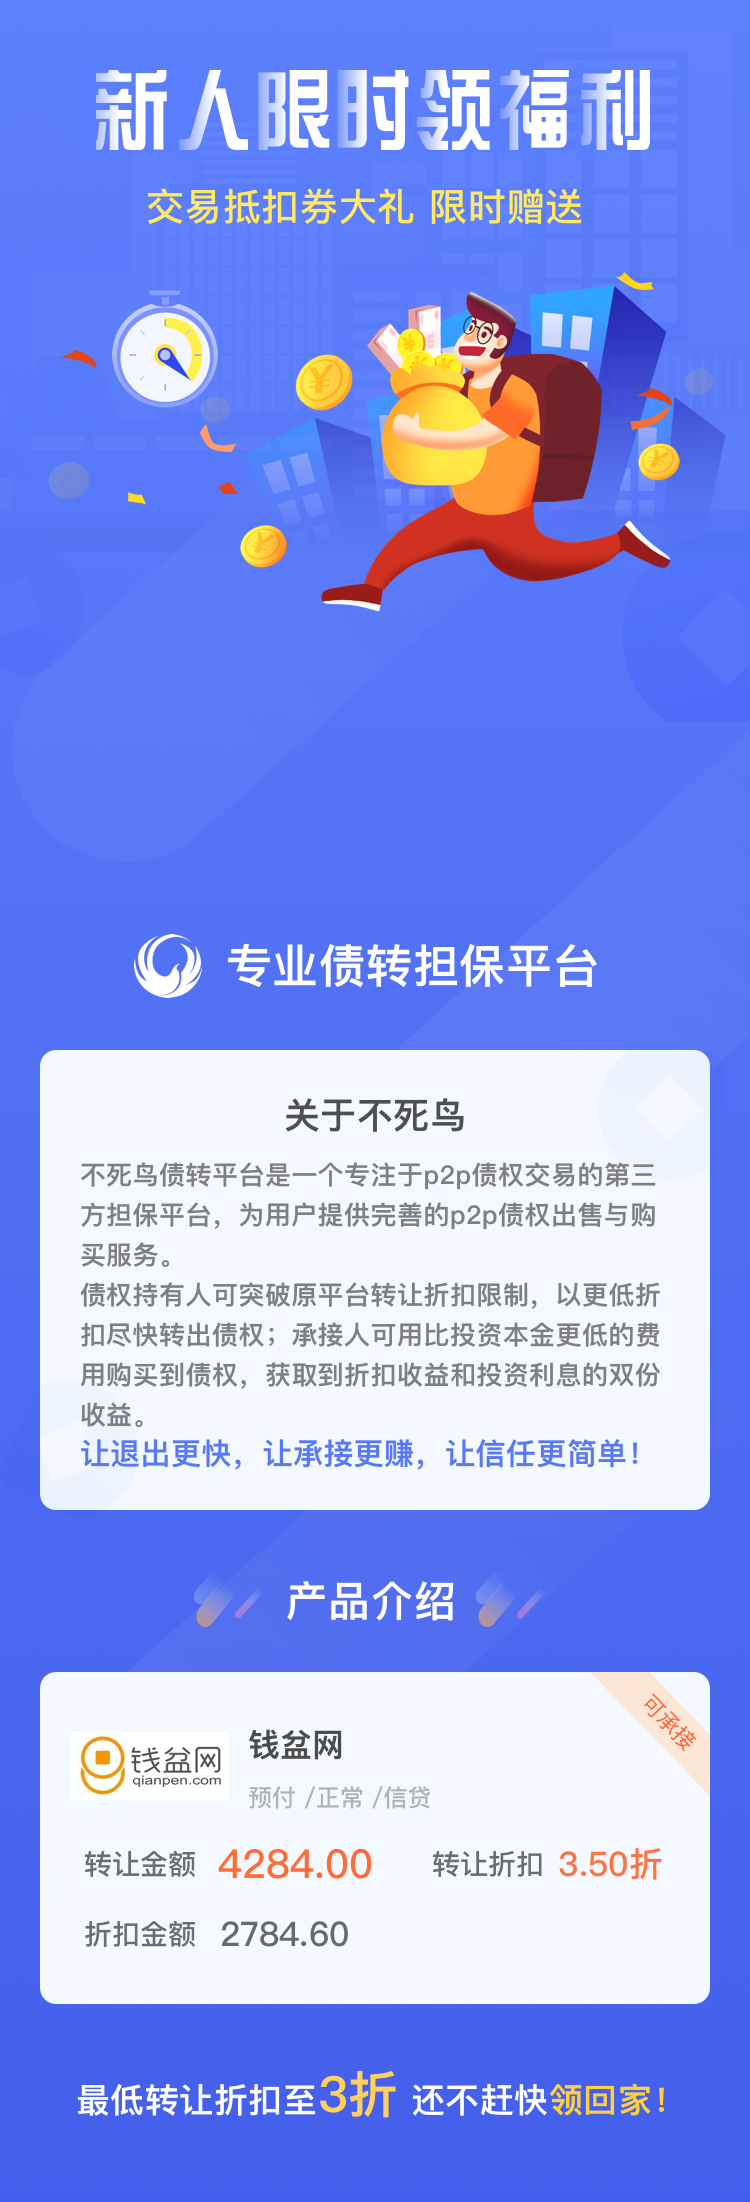 新人限时领福利
交易抵扣券大礼 限时赠送
专业债转担保平台
关于不死鸟
不死鸟债转平台是一个专注于p2p债权交易的第三
方担保平台，为用户提供完善的p2p债权出售与购
买服务。
债权持有人可突破原平台转让折扣限制，以更低折
扣尽快转出债权；承接人可用比投资本金更低的费
用购买到债权，获取到折扣收益和投资利息的双份
收益。
让退出更快，让承接更赚，让信任更简单！
产品介绍
可承接
钱盆网
qianpen.com
钱盆网
预付 /正常 /信贷
转让金额 4284.00 转让折扣 3.50折
折扣金额 2784.60
最低转让折扣至3折 还不赶快领回家！